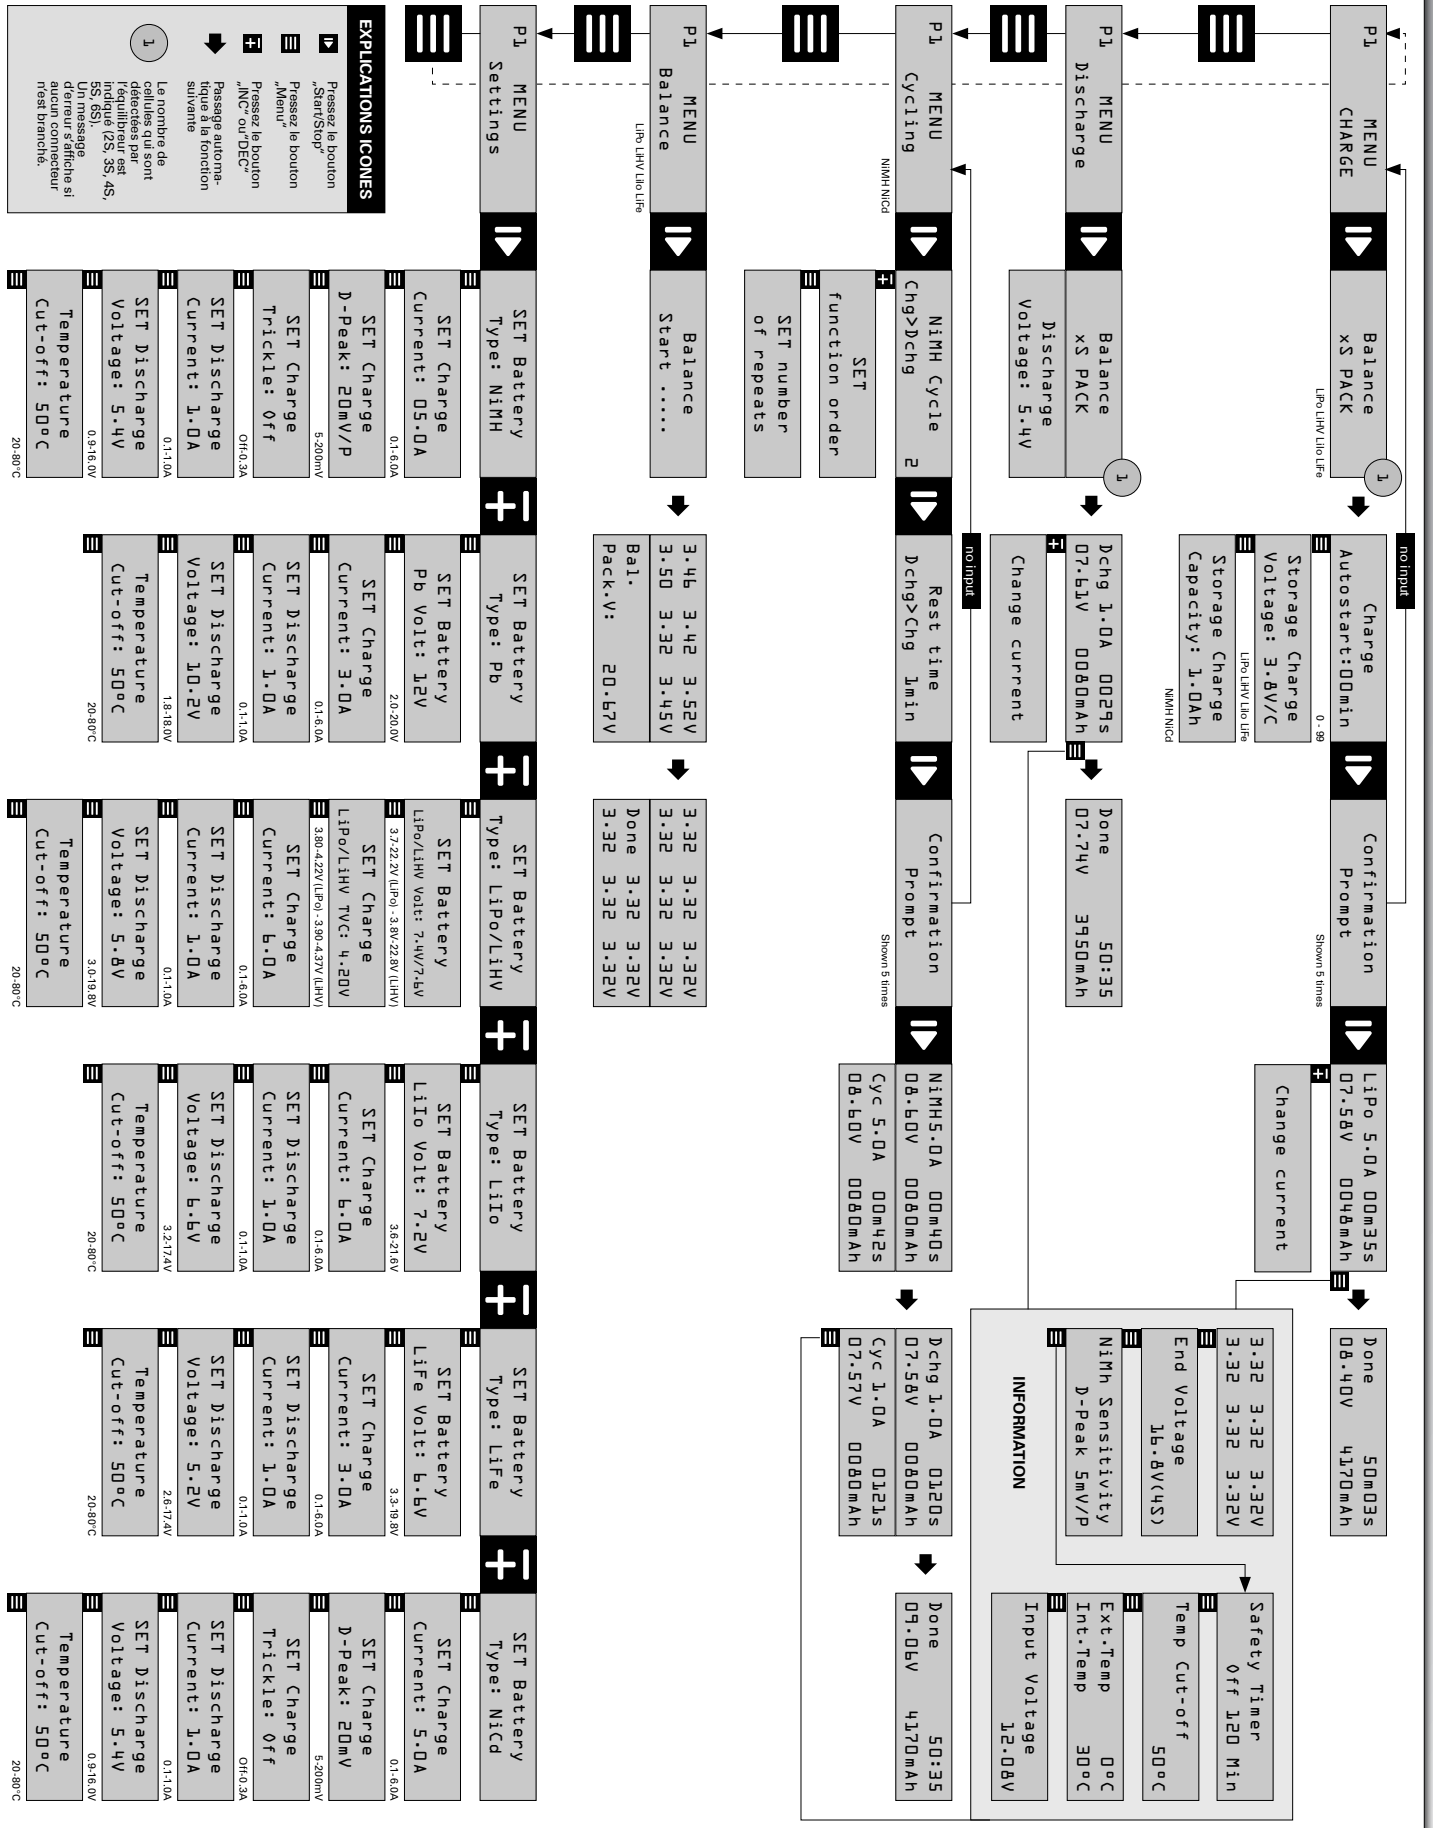 P1 MENU
CHARGE
Balance
xS PACK
1
LiPo LiHV LiIo LiFe
no input
Charge
Autostart:00min
0 - 99
Storage Charge
Voltage: 3.8V/C
LiPo LiHV LiIo LiFe
Storage Charge
Capacity: 1.0Ah
NiMH NiCd
Confirmation
Prompt
Shown 5 times
LiPo 5.0A 00m35s
07.58V 0048mAh
Change current
Done 50m03s
08.40V 4170mAh
P1 MENU
Discharge
Balance
xS PACK
1
Discharge
Voltage: 5.4V
Dchg 1.0A 0029s
07.61V 0080mAh
Change current
Done 50:35
07.74V 3950mAh
INFORMATION
3.32 3.32 3.32V
3.32 3.32 3.32V
End Voltage
16.8V(4S)
NiMh Sensitivity
D-Peak 5mV/P
Safety Timer
Off 120 Min
Temp Cut-off
50°C
Ext.Temp 0°C
Int.Temp 30°C
Input Voltage
12.08V
P1 MENU
Cycling
NiMH NiCd
NiMH Cycle
Chg>Dchg 2
SET
function order
SET number
of repeats
no input
Rest time
Dchg>Chg 1min
Confirmation
Prompt
Shown 5 times
NiMH5.0A 00m40s
08.60V 0080mAh
Cyc 5.0A 00m42s
08.60V 0080mAh
Dchg 1.0A 0120s
07.58V 0080mAh
Cyc 1.0A 0121s
07.57V 0080mAh
Done 50:35
09.06V 4170mAh
P1 MENU
Balance
LiPo LiHV LiIo LiFe
Balance
Start .....
3.46 3.42 3.52V
3.50 3.32 3.45V
Bal.
Pack.V: 20.67V
3.32 3.32 3.32V
3.32 3.32 3.32V
Done 3.32 3.32V
3.32 3.32 3.32V
P1 MENU
Settings
SET Battery
Type: NiMH
SET Charge
Current: 05.0A
0.1-6.0A
SET Charge
D-Peak: 20mV/P
5-200mV
SET Charge
Trickle: Off
Off-0.3A
SET Discharge
Current: 1.0A
0.1-1.0A
SET Discharge
Voltage: 5.4V
0.9-16.0V
Temperature
Cut-off: 50°C
20-80°C
SET Battery
Type: Pb
SET Battery
Pb Volt: 12V
2.0-20.0V
SET Charge
Current: 3.0A
0.1-6.0A
SET Discharge
Current: 1.0A
0.1-1.0A
SET Discharge
Voltage: 10.2V
1.8-18.0V
Temperature
Cut-off: 50°C
20-80°C
SET Battery
Type: LiPo/LiHV
SET Battery
LiPo/LiHV Volt: 7.4V/7.6V
3.7-22.2V (LiPo) - 3.8V-22.8V (LiHV)
SET Charge
LiPo/LiHV TVC: 4.20V
3.80-4.22V (LiPo) - 3.90-4.37V (LiHV)
SET Charge
Current: 6.0A
0.1-6.0A
SET Discharge
Current: 1.0A
0.1-1.0A
SET Discharge
Voltage: 5.8V
3.0-19.8V
Temperature
Cut-off: 50°C
20-80°C
SET Battery
Type: LiIo
SET Battery
LiIo Volt: 7.2V
3.6-21.6V
SET Charge
Current: 6.0A
0.1-6.0A
SET Discharge
Current: 1.0A
0.1-1.0A
SET Discharge
Voltage: 6.6V
3.2-17.4V
Temperature
Cut-off: 50°C
20-80°C
SET Battery
Type: LiFe
SET Battery
LiFe Volt: 6.6V
3.3-19.8V
SET Charge
Current: 3.0A
0.1-6.0A
SET Discharge
Current: 1.0A
0.1-1.0A
SET Discharge
Voltage: 5.2V
2.6-17.4V
Temperature
Cut-off: 50°C
20-80°C
SET Battery
Type: NiCd
SET Charge
Current: 5.0A
0.1-6.0A
SET Charge
D-Peak: 20mV
5-200mV
SET Charge
Trickle: Off
Off-0.3A
SET Discharge
Current: 1.0A
0.1-1.0A
SET Discharge
Voltage: 5.4V
0.9-16.0V
Temperature
Cut-off: 50°C
20-80°C
EXPLICATIONS ICONES
Pressez le bouton
„Start/Stop“
Pressez le bouton
„Menu“
Pressez le bouton
„INC“ ou“DEC“
Passage automa-
tique à la fonction
suivante
1
Le nombre de
cellules qui sont
détectées par
l'équilibreur est
indiqué (2S, 3S, 4S,
5S, 6S).
Un message
d'erreur s'affiche si
aucun connecteur
n'est branché.